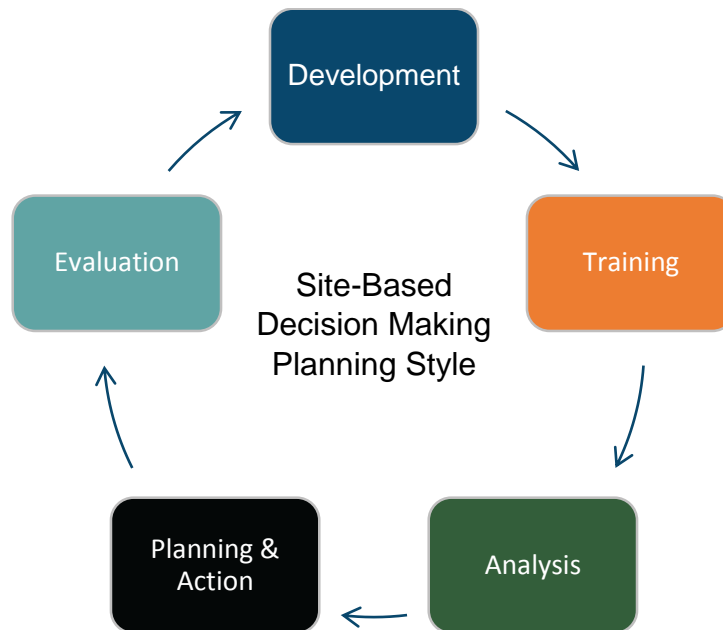 Development
Evaluation
Training
Site-Based
Decision Making
Planning Style
Planning &
Action
Analysis